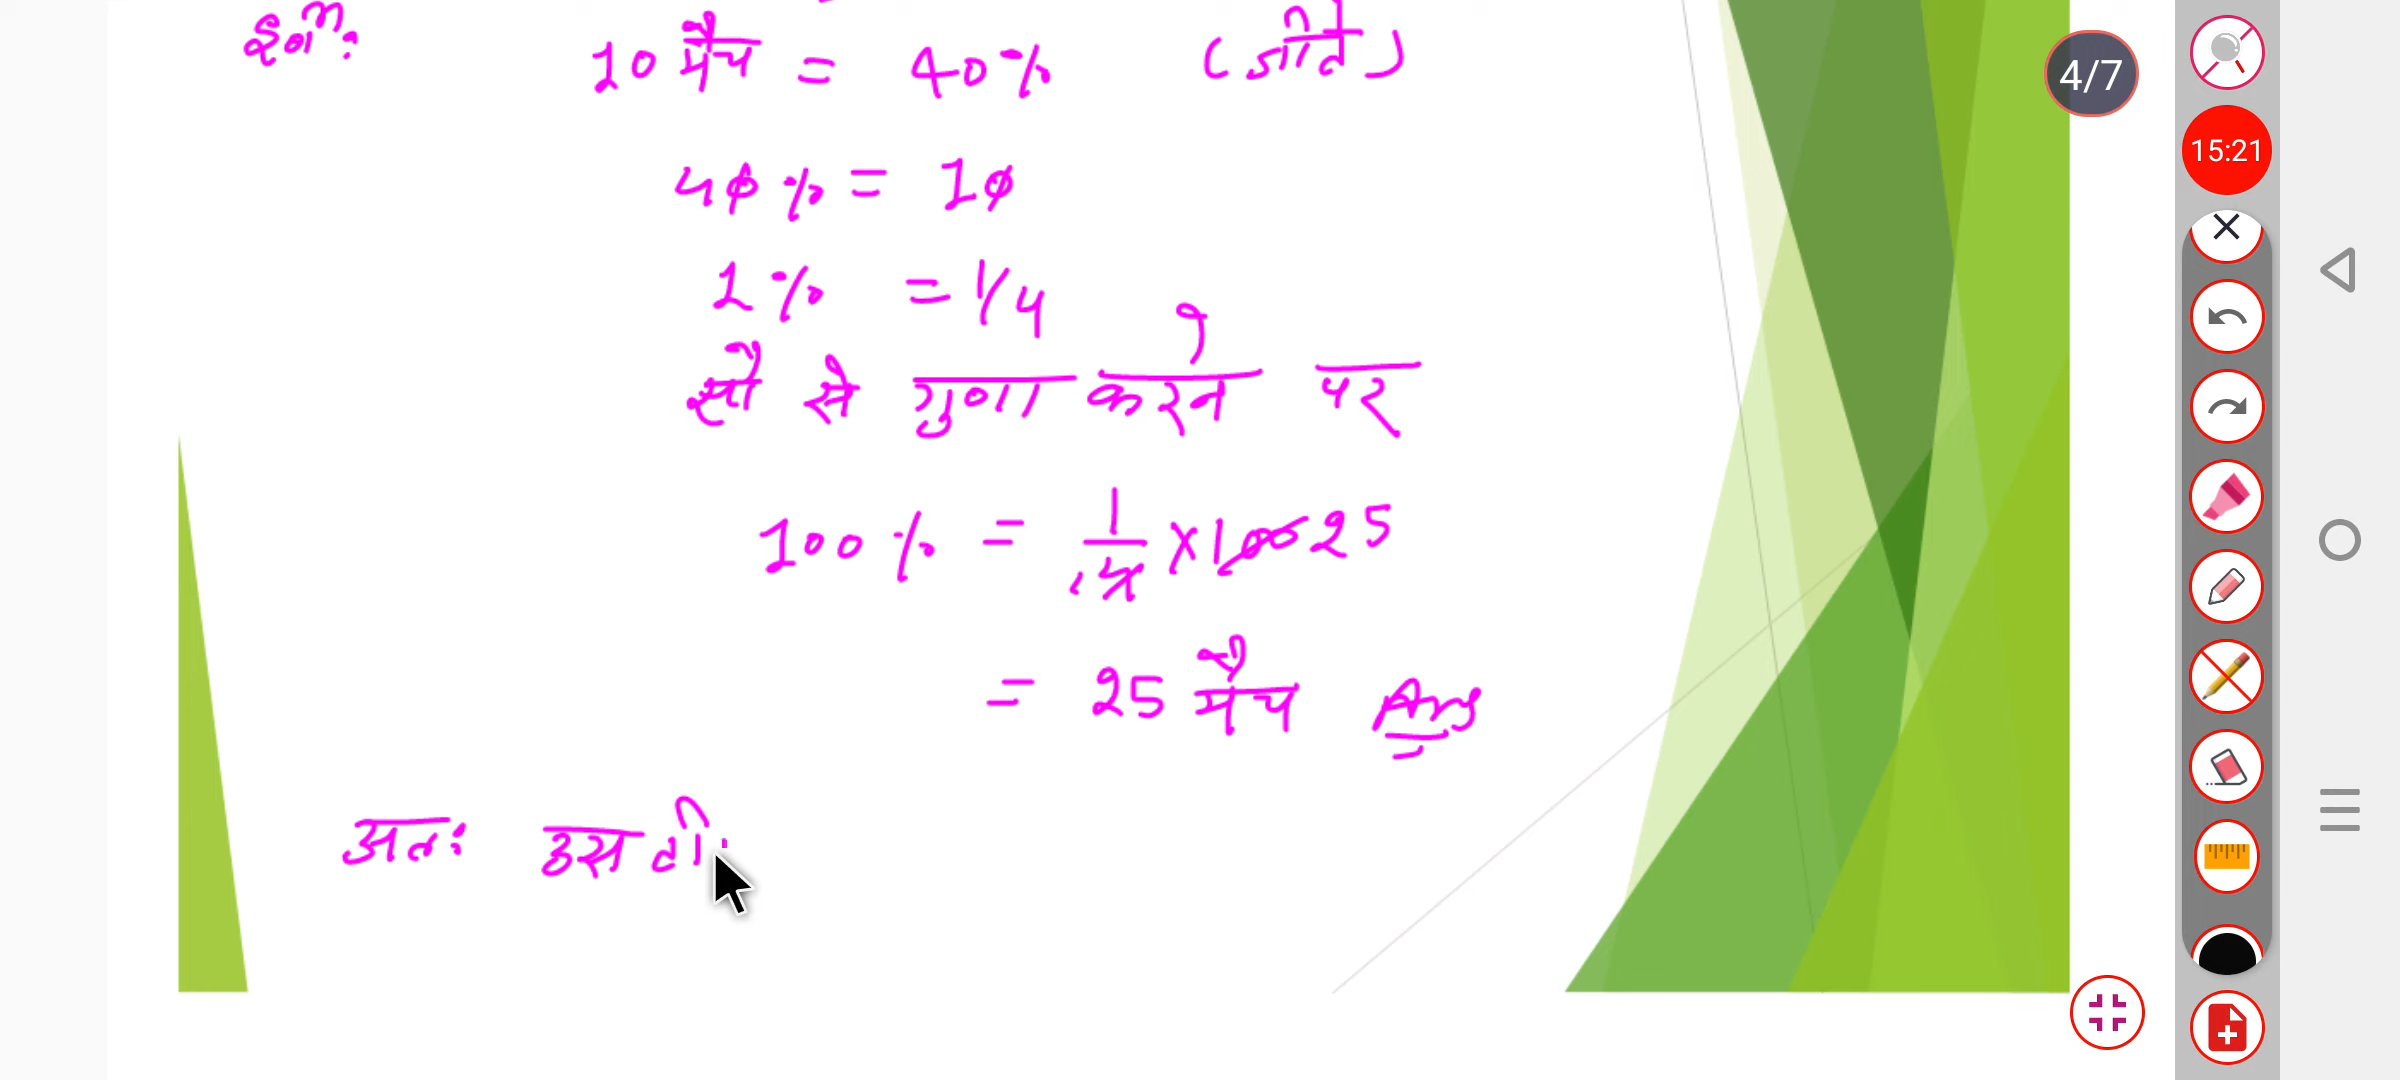 हल:
10 मैच = 40% (जीते)
4/7
40% = 10
15:21
1% = 1/4
सौ से गुणा करने पर
100% = 1/4 × 100 25
= 25 मैच Ans
अतः उसकी